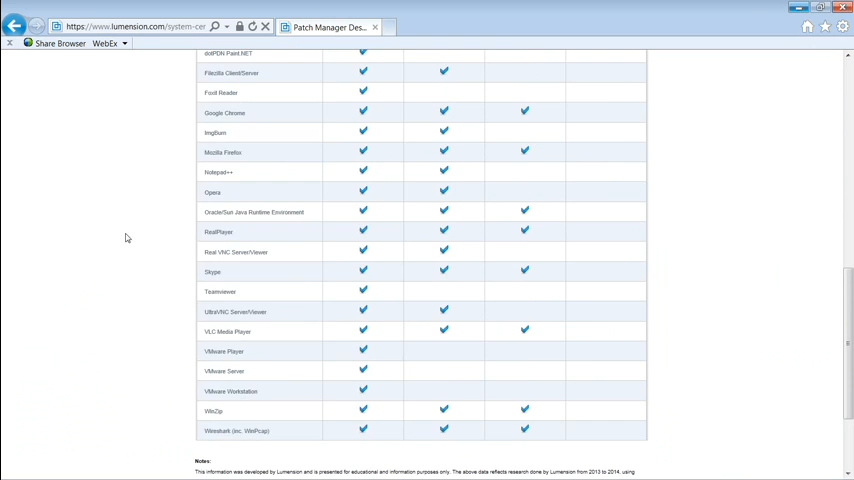 https://www.lumension.com/system-cer
Patch Manager Des...
Share Browser WebEx
dotPDN Paint.NET
Filezilla Client/Server
Foxit Reader
Google Chrome
ImgBurn
Mozilla Firefox
Notepad++
Opera
Oracle/Sun Java Runtime Environment
RealPlayer
Real VNC Server/Viewer
Skype
Teamviewer
UltraVNC Server/Viewer
VLC Media Player
VMware Player
VMware Server
VMware Workstation
WinZip
Wireshark (inc. WinPcap)
Notes:
This information was developed by Lumension and is presented for educational and information purposes only. The above data reflects research done by Lumension from 2013 to 2014, using